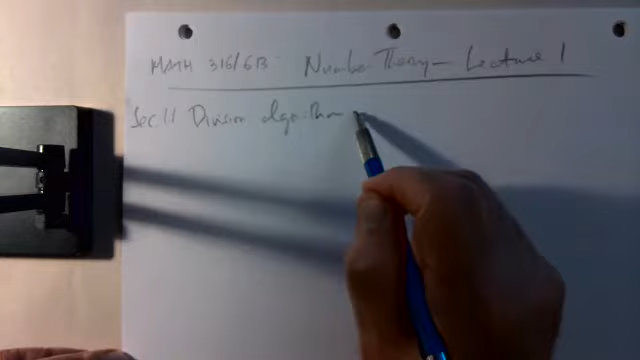 MATH 316/613: Number Theory - Lecture 1
Sec. 1.1 Division algorithm